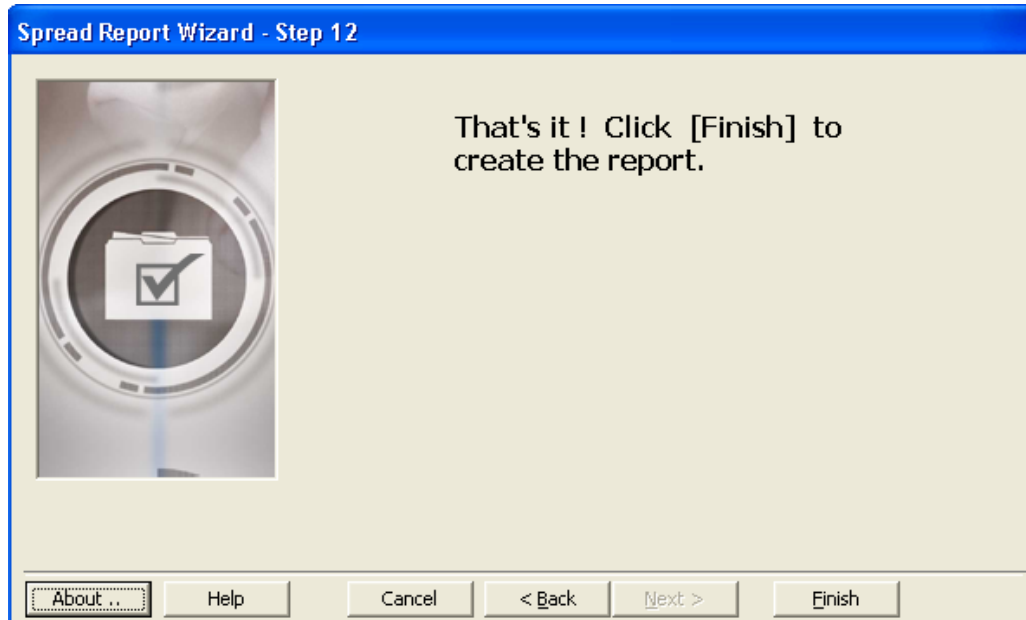 Spread Report Wizard - Step 12
That's it ! Click [Finish] to
create the report.
About .. Help Cancel < Back Next > Finish